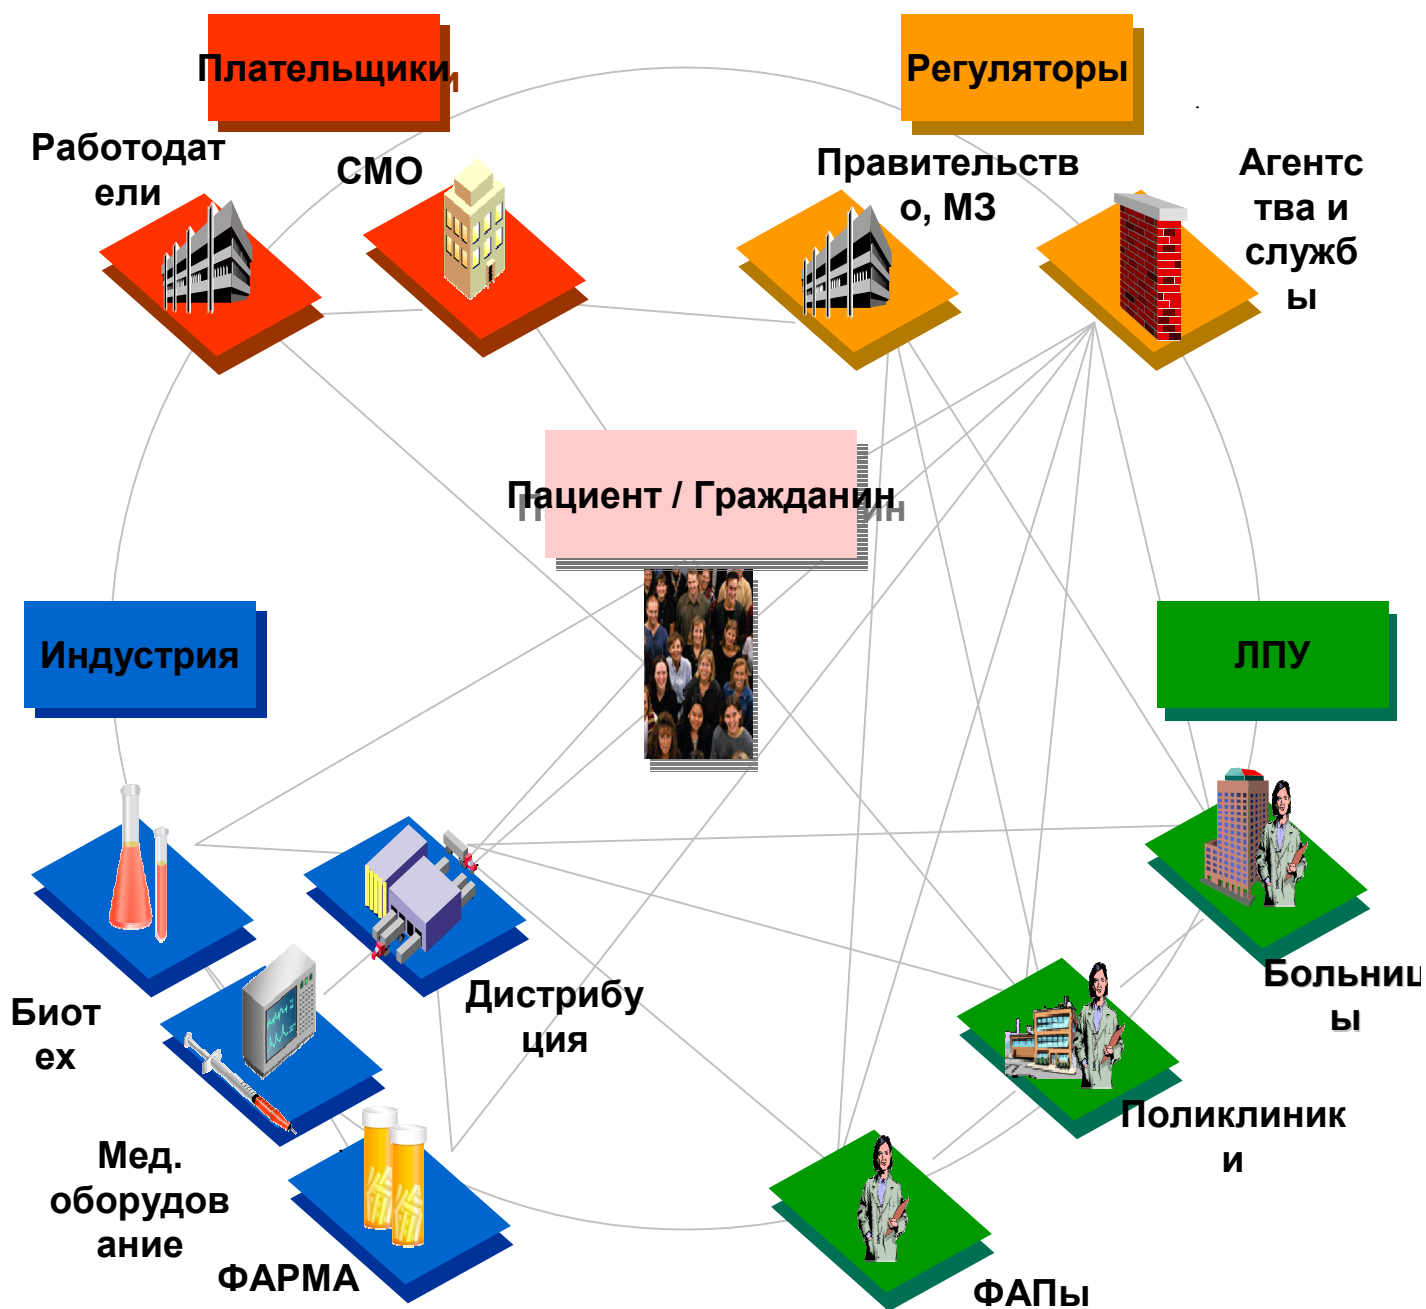 Плательщики
Регуляторы
Работодат
ели
СМО
Правительств
о, МЗ
Агентс
тва и
служб
ы
Пациент / Гражданин
Индустрия
ЛПУ
Биот
ех
Дистрибу
ция
Больниц
ы
Поликлиник
и
Мед.
оборудов
ание
ФАРМА
ФАПы